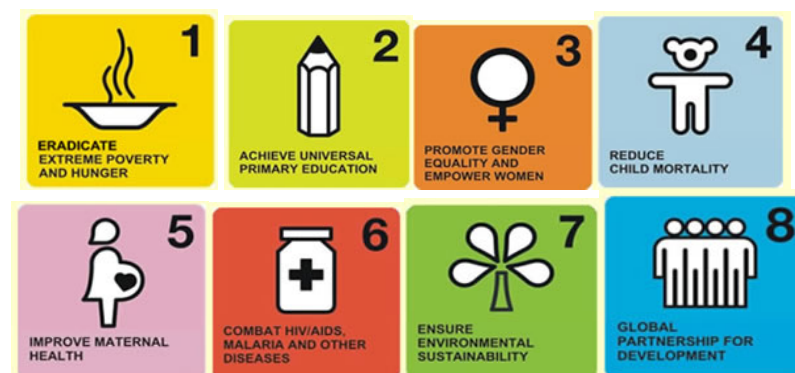 1
ERADICATE
EXTREME POVERTY
AND HUNGER
2
ACHIEVE UNIVERSAL
PRIMARY EDUCATION
3
PROMOTE GENDER
EQUALITY AND
EMPOWER WOMEN
4
REDUCE
CHILD MORTALITY
5
IMPROVE MATERNAL
HEALTH
6
COMBAT HIV/AIDS,
MALARIA AND OTHER
DISEASES
7
ENSURE
ENVIRONMENTAL
SUSTAINABILITY
8
GLOBAL
PARTNERSHIP FOR
DEVELOPMENT